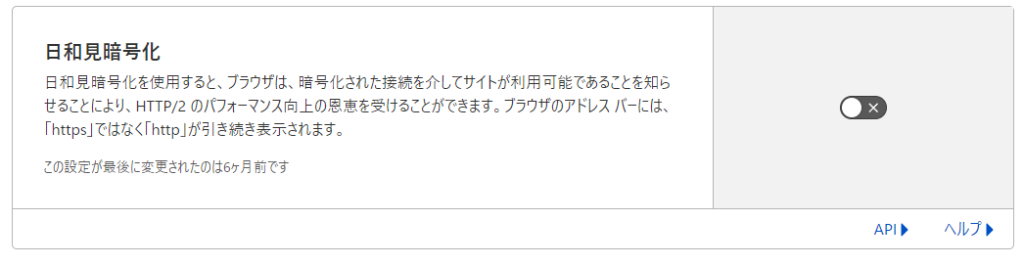 日和見暗号化
日和見暗号化を使用すると、ブラウザは、暗号化された接続を介してサイトが利用可能であることを知ら
せることにより、HTTP/2 のパフォーマンス向上の恩恵を受けることができます。ブラウザのアドレス バーには、
「https」ではなく「http」が引き続き表示されます。
この設定が最後に変更されたのは6ヶ月前です
API ヘルプ